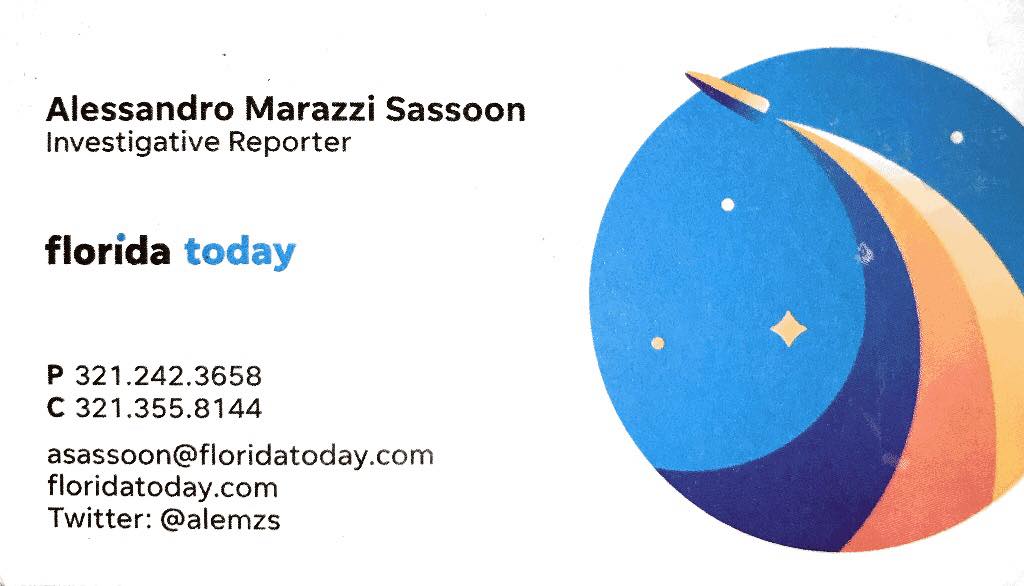 Alessandro Marazzi Sassoon
Investigative Reporter
florida today
P 321.242.3658
C 321.355.8144
asassoon@floridatoday.com
floridatoday.com
Twitter: @alemzs